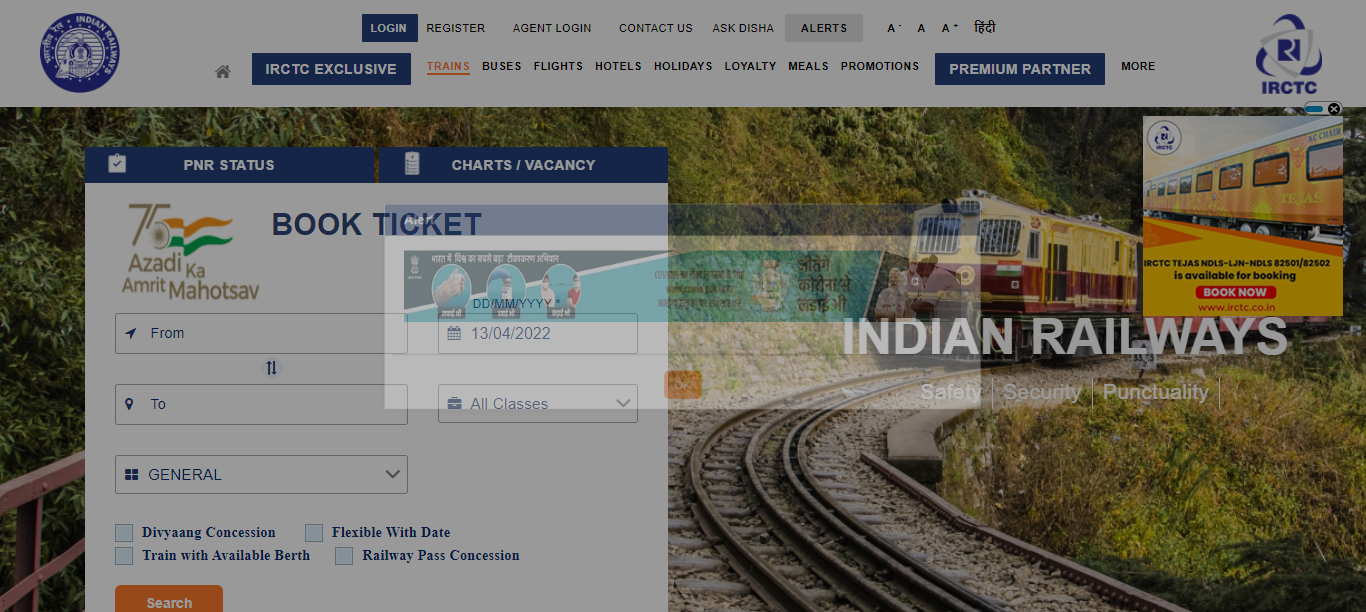 INDIAN RAILWAYS
भारतीय रेल
LOGIN REGISTER AGENT LOGIN CONTACT US ASK DISHA ALERTS A- A A+ हिंदी
IRCTC EXCLUSIVE TRAINS BUSES FLIGHTS HOTELS HOLIDAYS LOYALTY MEALS PROMOTIONS PREMIUM PARTNER MORE
IRCTC
PNR STATUS CHARTS / VACANCY
75
Azadi Ka
Amrit Mahotsav
BOOK TICKET
Alert
भारत में विश्व का सबसे बड़ा टीकाकरण अभियान
दवाई भी
कड़ाई भी
जीतेंगे
कोरोना से
लड़ाई भी
DD/MM/YYYY *
From 13/04/2022
OK
To All Classes
GENERAL
Divyaang Concession Flexible With Date
Train with Available Berth Railway Pass Concession
Search
IRCTC
AC CHAIR
TEJAS
IRCTC TEJAS NDLS-LJN-NDLS 82501/82502
is available for booking
BOOK NOW
www.irctc.co.in
INDIAN RAILWAYS
Safety | Security | Punctuality |